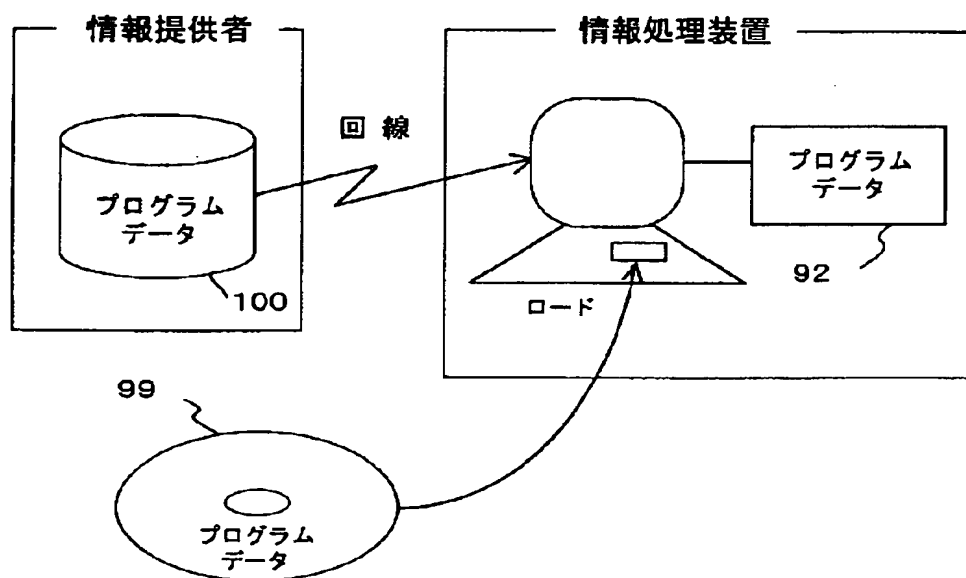 情報提供者
情報処理装置
回線
プログラム
データ
プログラム
データ
100
92
ロード
99
プログラム
データ